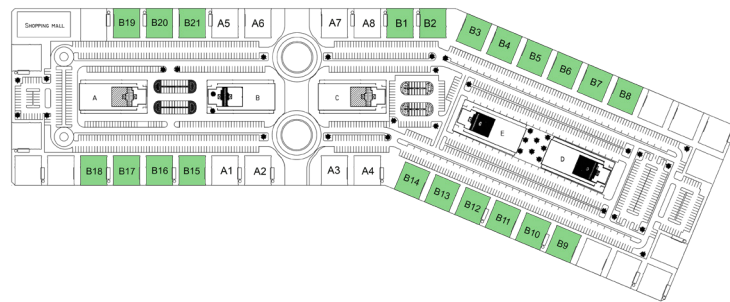 B19 B20 B21 A5 A6 A7 A8 B1 B2
SHOPPING MALL
B3 B4 B5 B6 B7 B8
A B C
E D
B18 B17 B16 B15 A1 A2 A3 A4
B14 B13 B12 B11 B10 B9